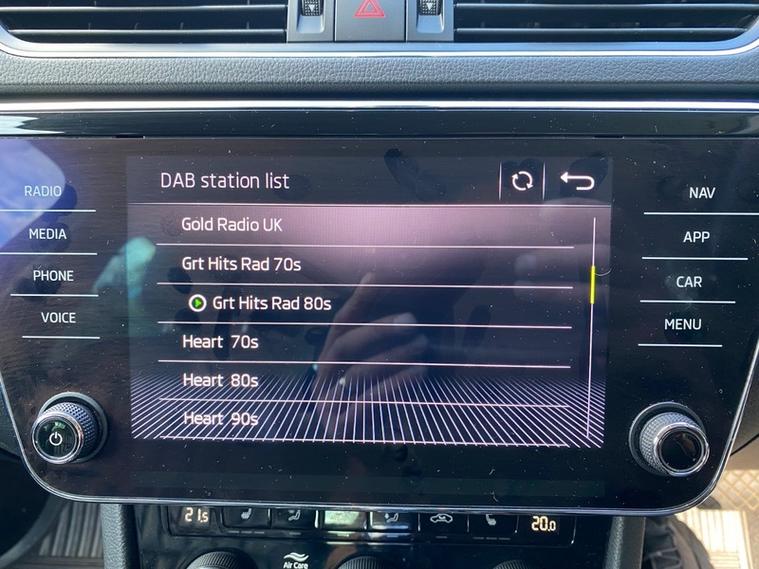 DAB station list
RADIO
MEDIA
PHONE
VOICE
Gold Radio UK
Grt Hits Rad 70s
Grt Hits Rad 80s
Heart 70s
Heart 80s
Heart 90s
NAV
APP
CAR
MENU
21.5
20.0
Air Care